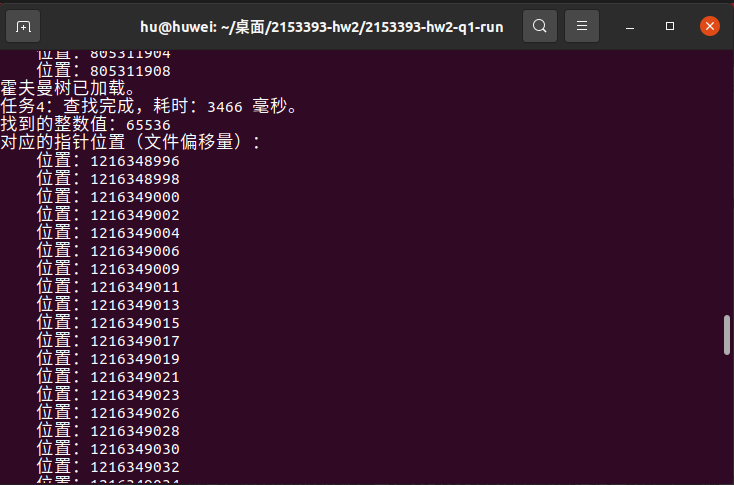 hu@huwei: ~/桌面/2153393-hw2/2153393-hw2-q1-run
位置：805311904
位置：805311908
霍夫曼树已加载。
任务4：查找完成，耗时：3466 毫秒。
找到的整数值：65536
对应的指针位置（文件偏移量）：
位置：1216348996
位置：1216348998
位置：1216349000
位置：1216349002
位置：1216349004
位置：1216349006
位置：1216349009
位置：1216349011
位置：1216349013
位置：1216349015
位置：1216349017
位置：1216349019
位置：1216349021
位置：1216349023
位置：1216349026
位置：1216349028
位置：1216349030
位置：1216349032